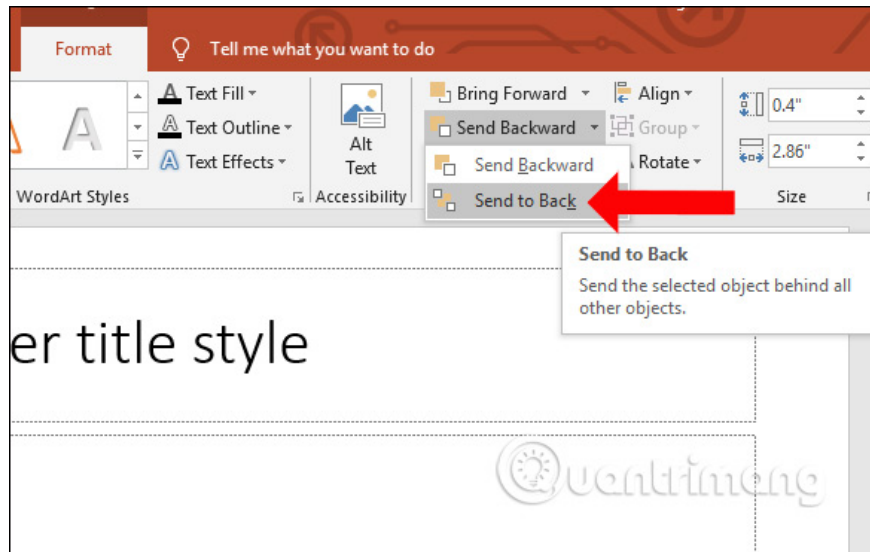 Format
Tell me what you want to do
Text Fill
Text Outline
Text Effects
WordArt Styles
Alt
Text
Accessibility
Bring Forward
Send Backward
Send Backward
Send to Back
Align
Group
Rotate
0.4"
2.86"
Size
Send to Back
Send the selected object behind all
other objects.
er title style
Quantrimang